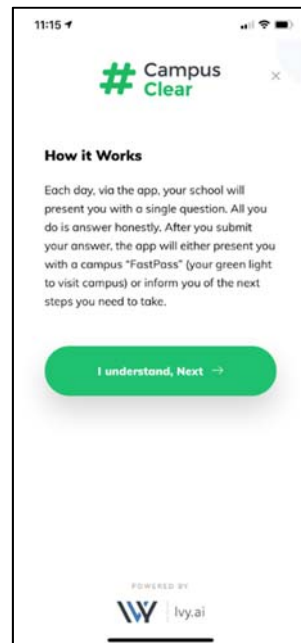 11:15
# Campus
Clear
How it Works
Each day, via the app, your school will
present you with a single question. All you
do is answer honestly. After you submit
your answer, the app will either present you
with a campus “FastPass” (your green light
to visit campus) or inform you of the next
steps you need to take.
I understand, Next →
POWERED BY
Ivy.ai